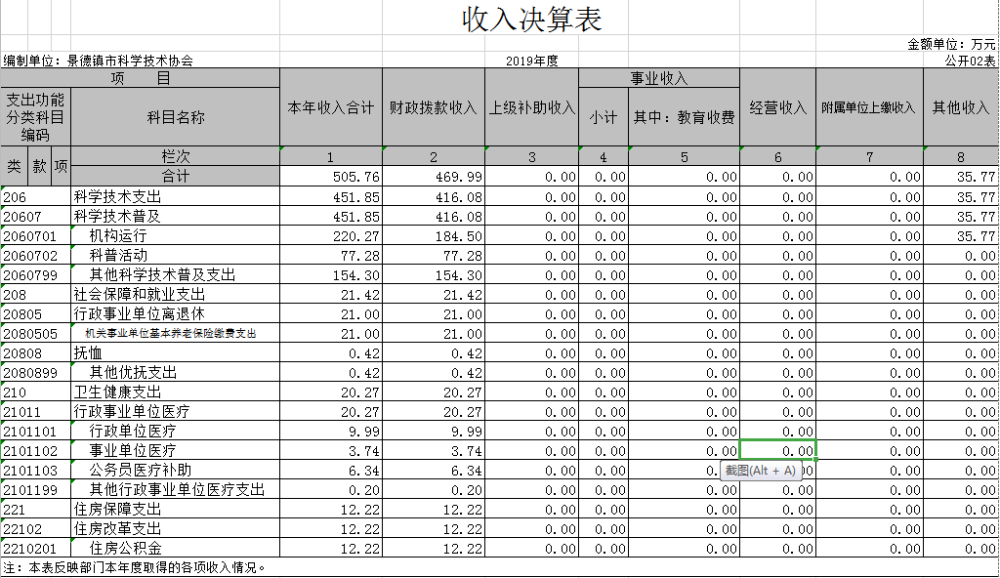 收入决算表
金额单位：万元
编制单位：景德镇市科学技术协会 2019年度 公开02表
项 目 本年收入合计 财政拨款收入 上级补助收入 事业收入 经营收入 附属单位上缴收入 其他收入
支出功能分类科目编码 科目名称 小计 其中：教育收费
类 款 项 栏次 1 2 3 4 5 6 7 8
合计 505.76 469.99 0.00 0.00 0.00 0.00 0.00 35.77
206 科学技术支出 451.85 416.08 0.00 0.00 0.00 0.00 0.00 35.77
20607 科学技术普及 451.85 416.08 0.00 0.00 0.00 0.00 0.00 35.77
2060701 机构运行 220.27 184.50 0.00 0.00 0.00 0.00 0.00 35.77
2060702 科普活动 77.28 77.28 0.00 0.00 0.00 0.00 0.00 0.00
2060799 其他科学技术普及支出 154.30 154.30 0.00 0.00 0.00 0.00 0.00 0.00
208 社会保障和就业支出 21.42 21.42 0.00 0.00 0.00 0.00 0.00 0.00
20805 行政事业单位离退休 21.00 21.00 0.00 0.00 0.00 0.00 0.00 0.00
2080505 机关事业单位基本养老保险缴费支出 21.00 21.00 0.00 0.00 0.00 0.00 0.00 0.00
20808 抚恤 0.42 0.42 0.00 0.00 0.00 0.00 0.00 0.00
2080899 其他优抚支出 0.42 0.42 0.00 0.00 0.00 0.00 0.00 0.00
210 卫生健康支出 20.27 20.27 0.00 0.00 0.00 0.00 0.00 0.00
21011 行政事业单位医疗 20.27 20.27 0.00 0.00 0.00 0.00 0.00 0.00
2101101 行政单位医疗 9.99 9.99 0.00 0.00 0.00 0.00 0.00 0.00
2101102 事业单位医疗 3.74 3.74 0.00 0.00 0.00 0.00 0.00 0.00
2101103 公务员医疗补助 6.34 6.34 0.00 0.00 0. 截图(Alt + A) 00 0.00 0.00
2101199 其他行政事业单位医疗支出 0.20 0.20 0.00 0.00 0.00 0.00 0.00 0.00
221 住房保障支出 12.22 12.22 0.00 0.00 0.00 0.00 0.00 0.00
22102 住房改革支出 12.22 12.22 0.00 0.00 0.00 0.00 0.00 0.00
2210201 住房公积金 12.22 12.22 0.00 0.00 0.00 0.00 0.00 0.00
注：本表反映部门本年度取得的各项收入情况。